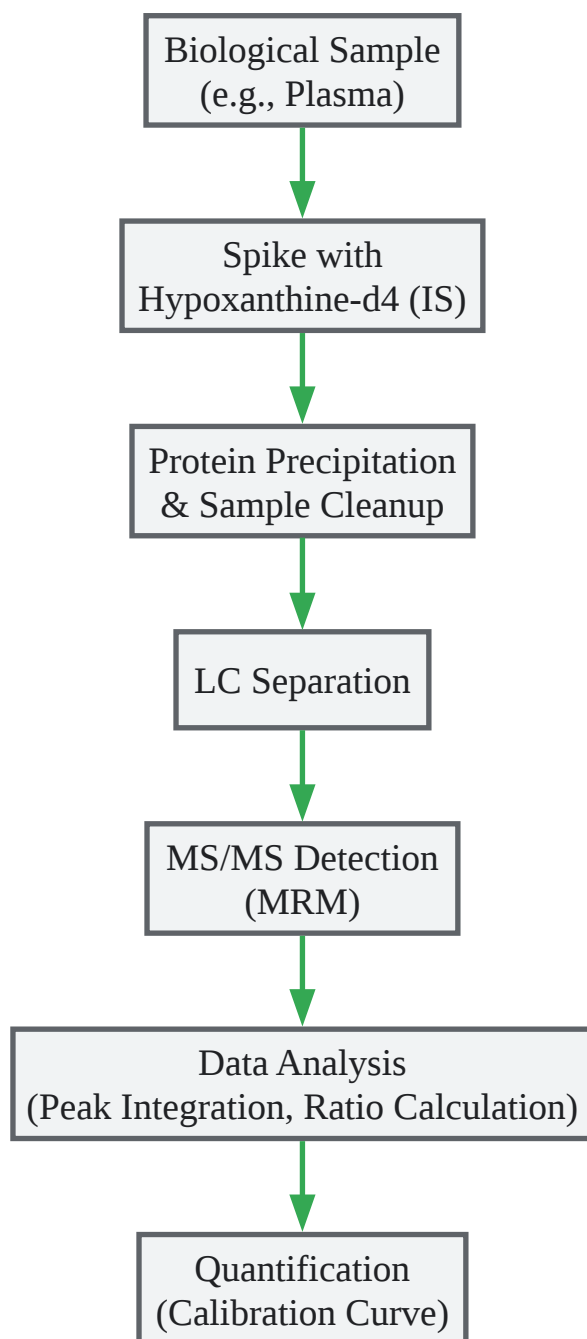 Biological Sample
(e.g., Plasma)
Spike with
Hypoxanthine-d4 (IS)
Protein Precipitation
& Sample Cleanup
LC Separation
MS/MS Detection
(MRM)
Data Analysis
(Peak Integration, Ratio Calculation)
Quantification
(Calibration Curve)